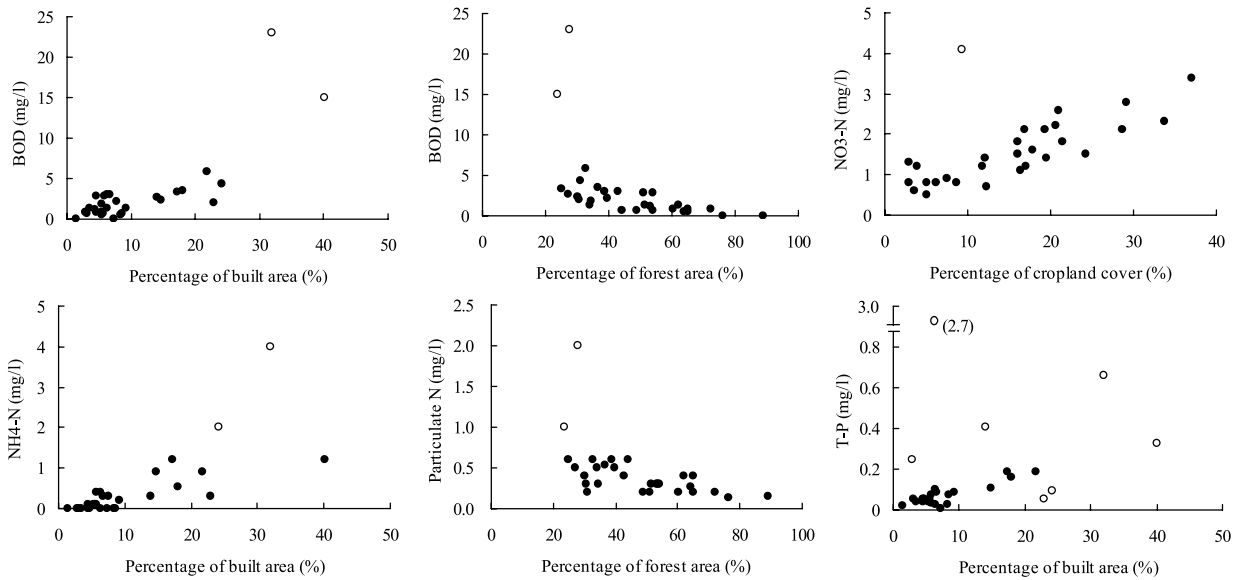 BOD (mg/l)
25
20
15
10
5
0
0 10 20 30 40 50
Percentage of built area (%)
BOD (mg/l)
25
20
15
10
5
0
0 20 40 60 80 100
Percentage of forest area (%)
NO3-N (mg/l)
5
4
3
2
1
0
0 10 20 30 40
Percentage of cropland cover (%)
NH4-N (mg/l)
5
4
3
2
1
0
0 10 20 30 40 50
Percentage of built area (%)
Particulate N (mg/l)
2.5
2.0
1.5
1.0
0.5
0.0
0 20 40 60 80 100
Percentage of forest area (%)
T-P (mg/l)
3.0
(2.7)
0.8
0.6
0.4
0.2
0
0 10 20 30 40 50
Percentage of built area (%)